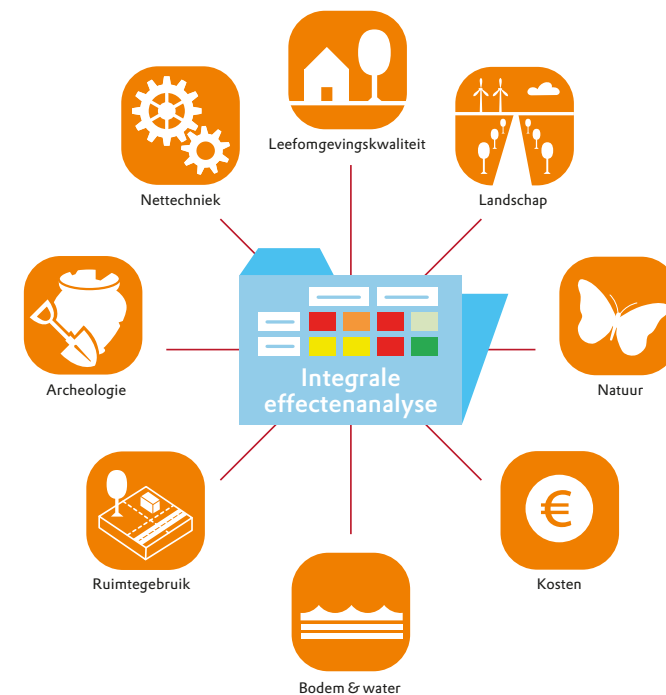 Leefomgevingskwaliteit
Nettechniek
Landschap
Integrale
effectenanalyse
Archeologie
Natuur
€
Ruimtegebruik
Kosten
Bodem & water